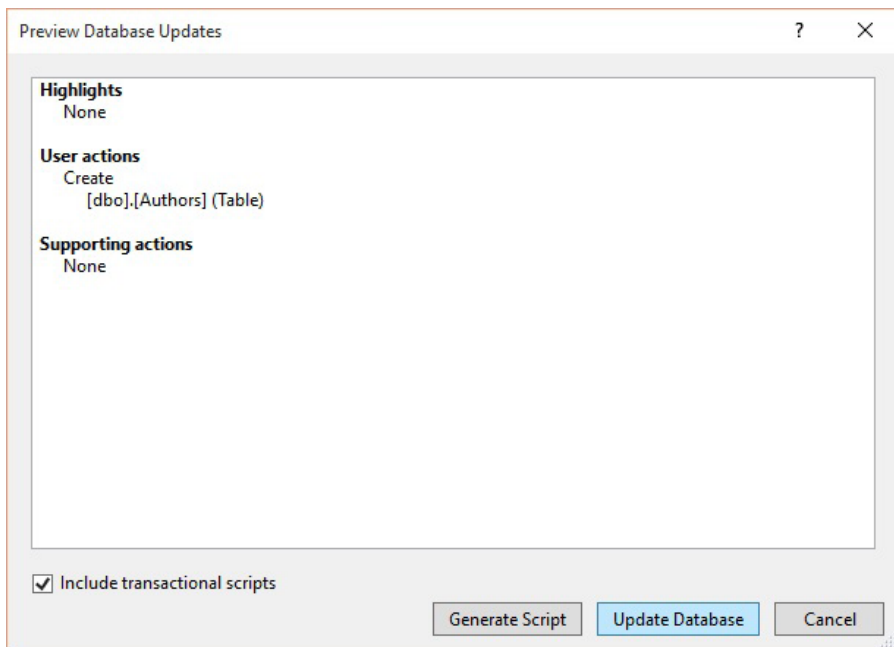 Preview Database Updates
?
Highlights
None
User actions
Create
[dbo].[Authors] (Table)
Supporting actions
None
Include transactional scripts
Generate Script
Update Database
Cancel